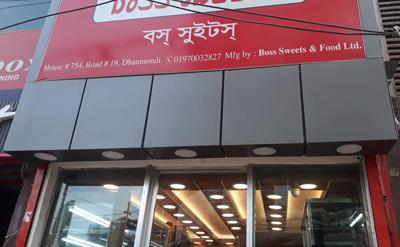 বস্ সুইটস্
House # 754, Road # 19, Dhanmondi. ✆01970032827 Mfg by : Boss Sweets & Food Ltd.